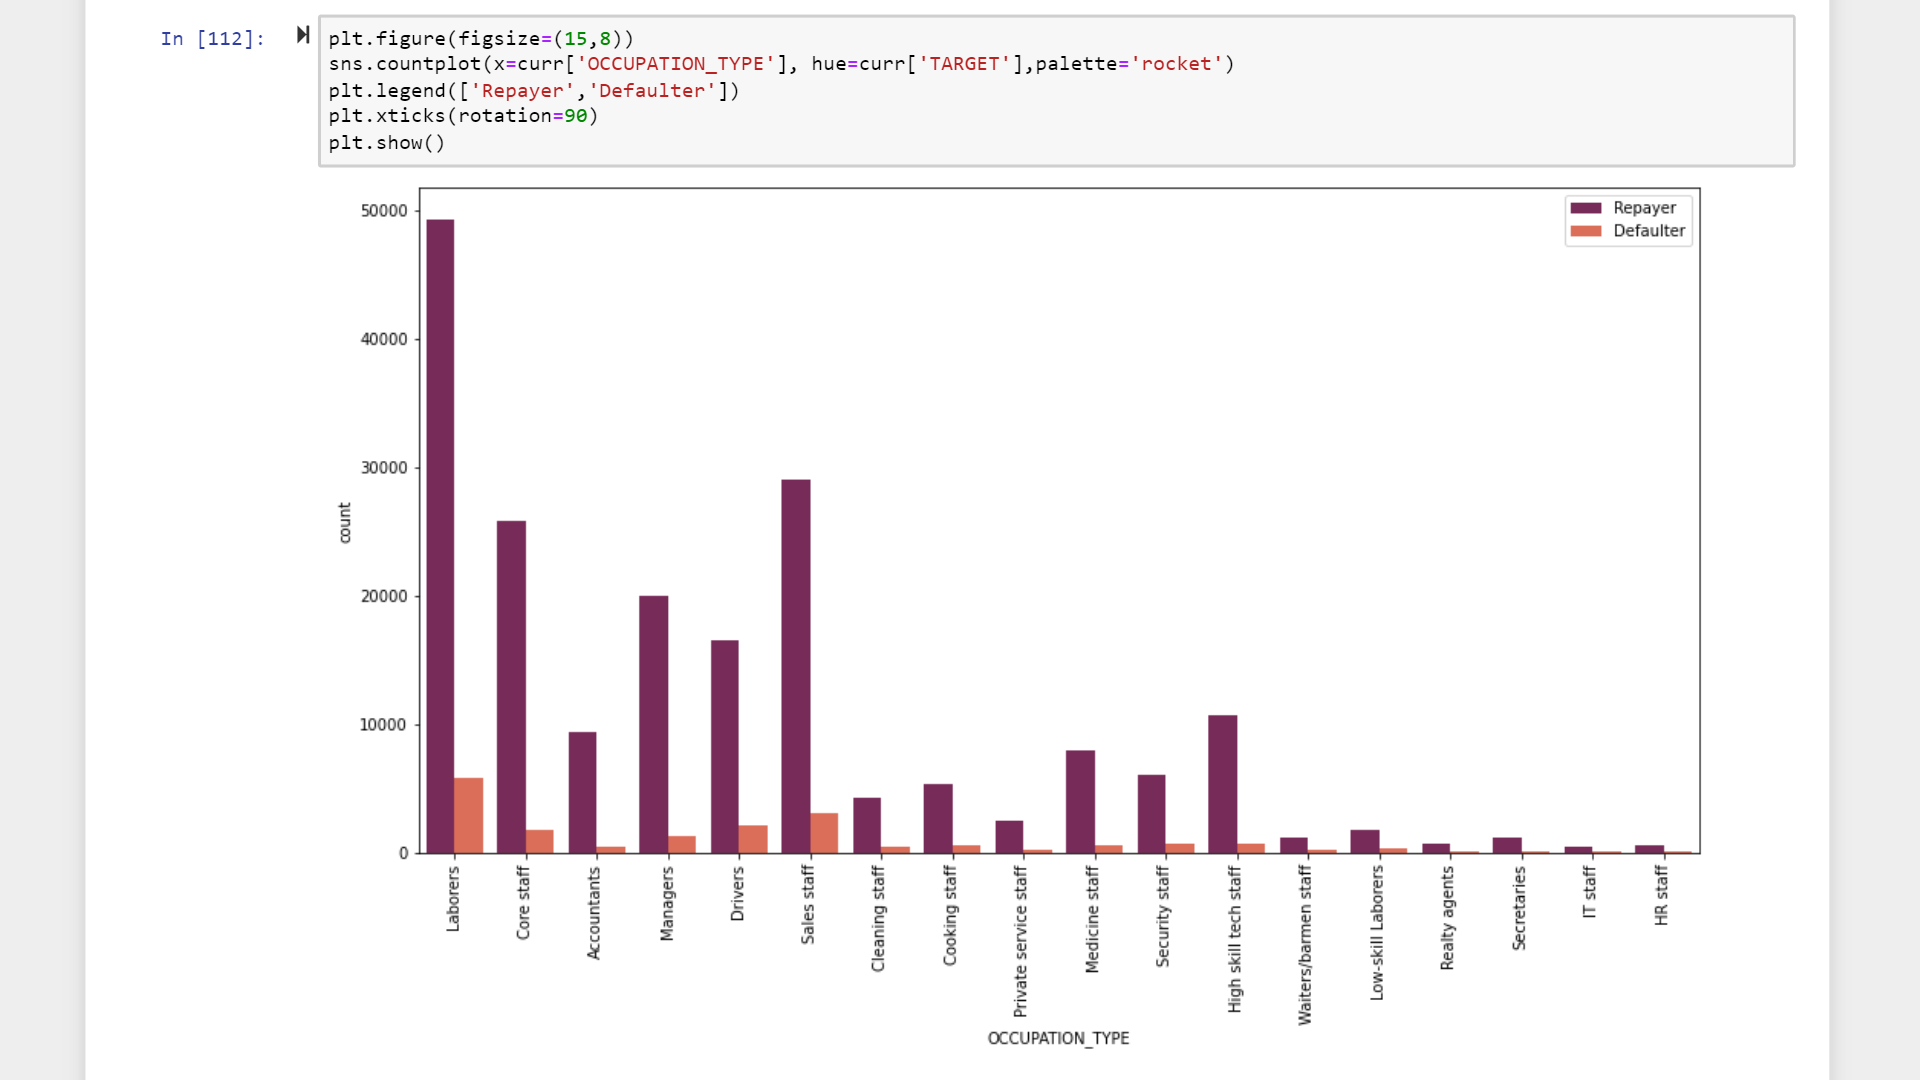 In [112]:
plt.figure(figsize=(15,8))
sns.countplot(x=curr['OCCUPATION_TYPE'], hue=curr['TARGET'],palette='rocket')
plt.legend(['Repayer','Defaulter'])
plt.xticks(rotation=90)
plt.show()
Repayer
Defaulter
50000
40000
30000
20000
10000
0
count
Laborers
Core staff
Accountants
Managers
Drivers
Sales staff
Cleaning staff
Cooking staff
Private service staff
Medicine staff
Security staff
High skill tech staff
Waiters/barmen staff
Low-skill Laborers
Realty agents
Secretaries
IT staff
HR staff
OCCUPATION_TYPE